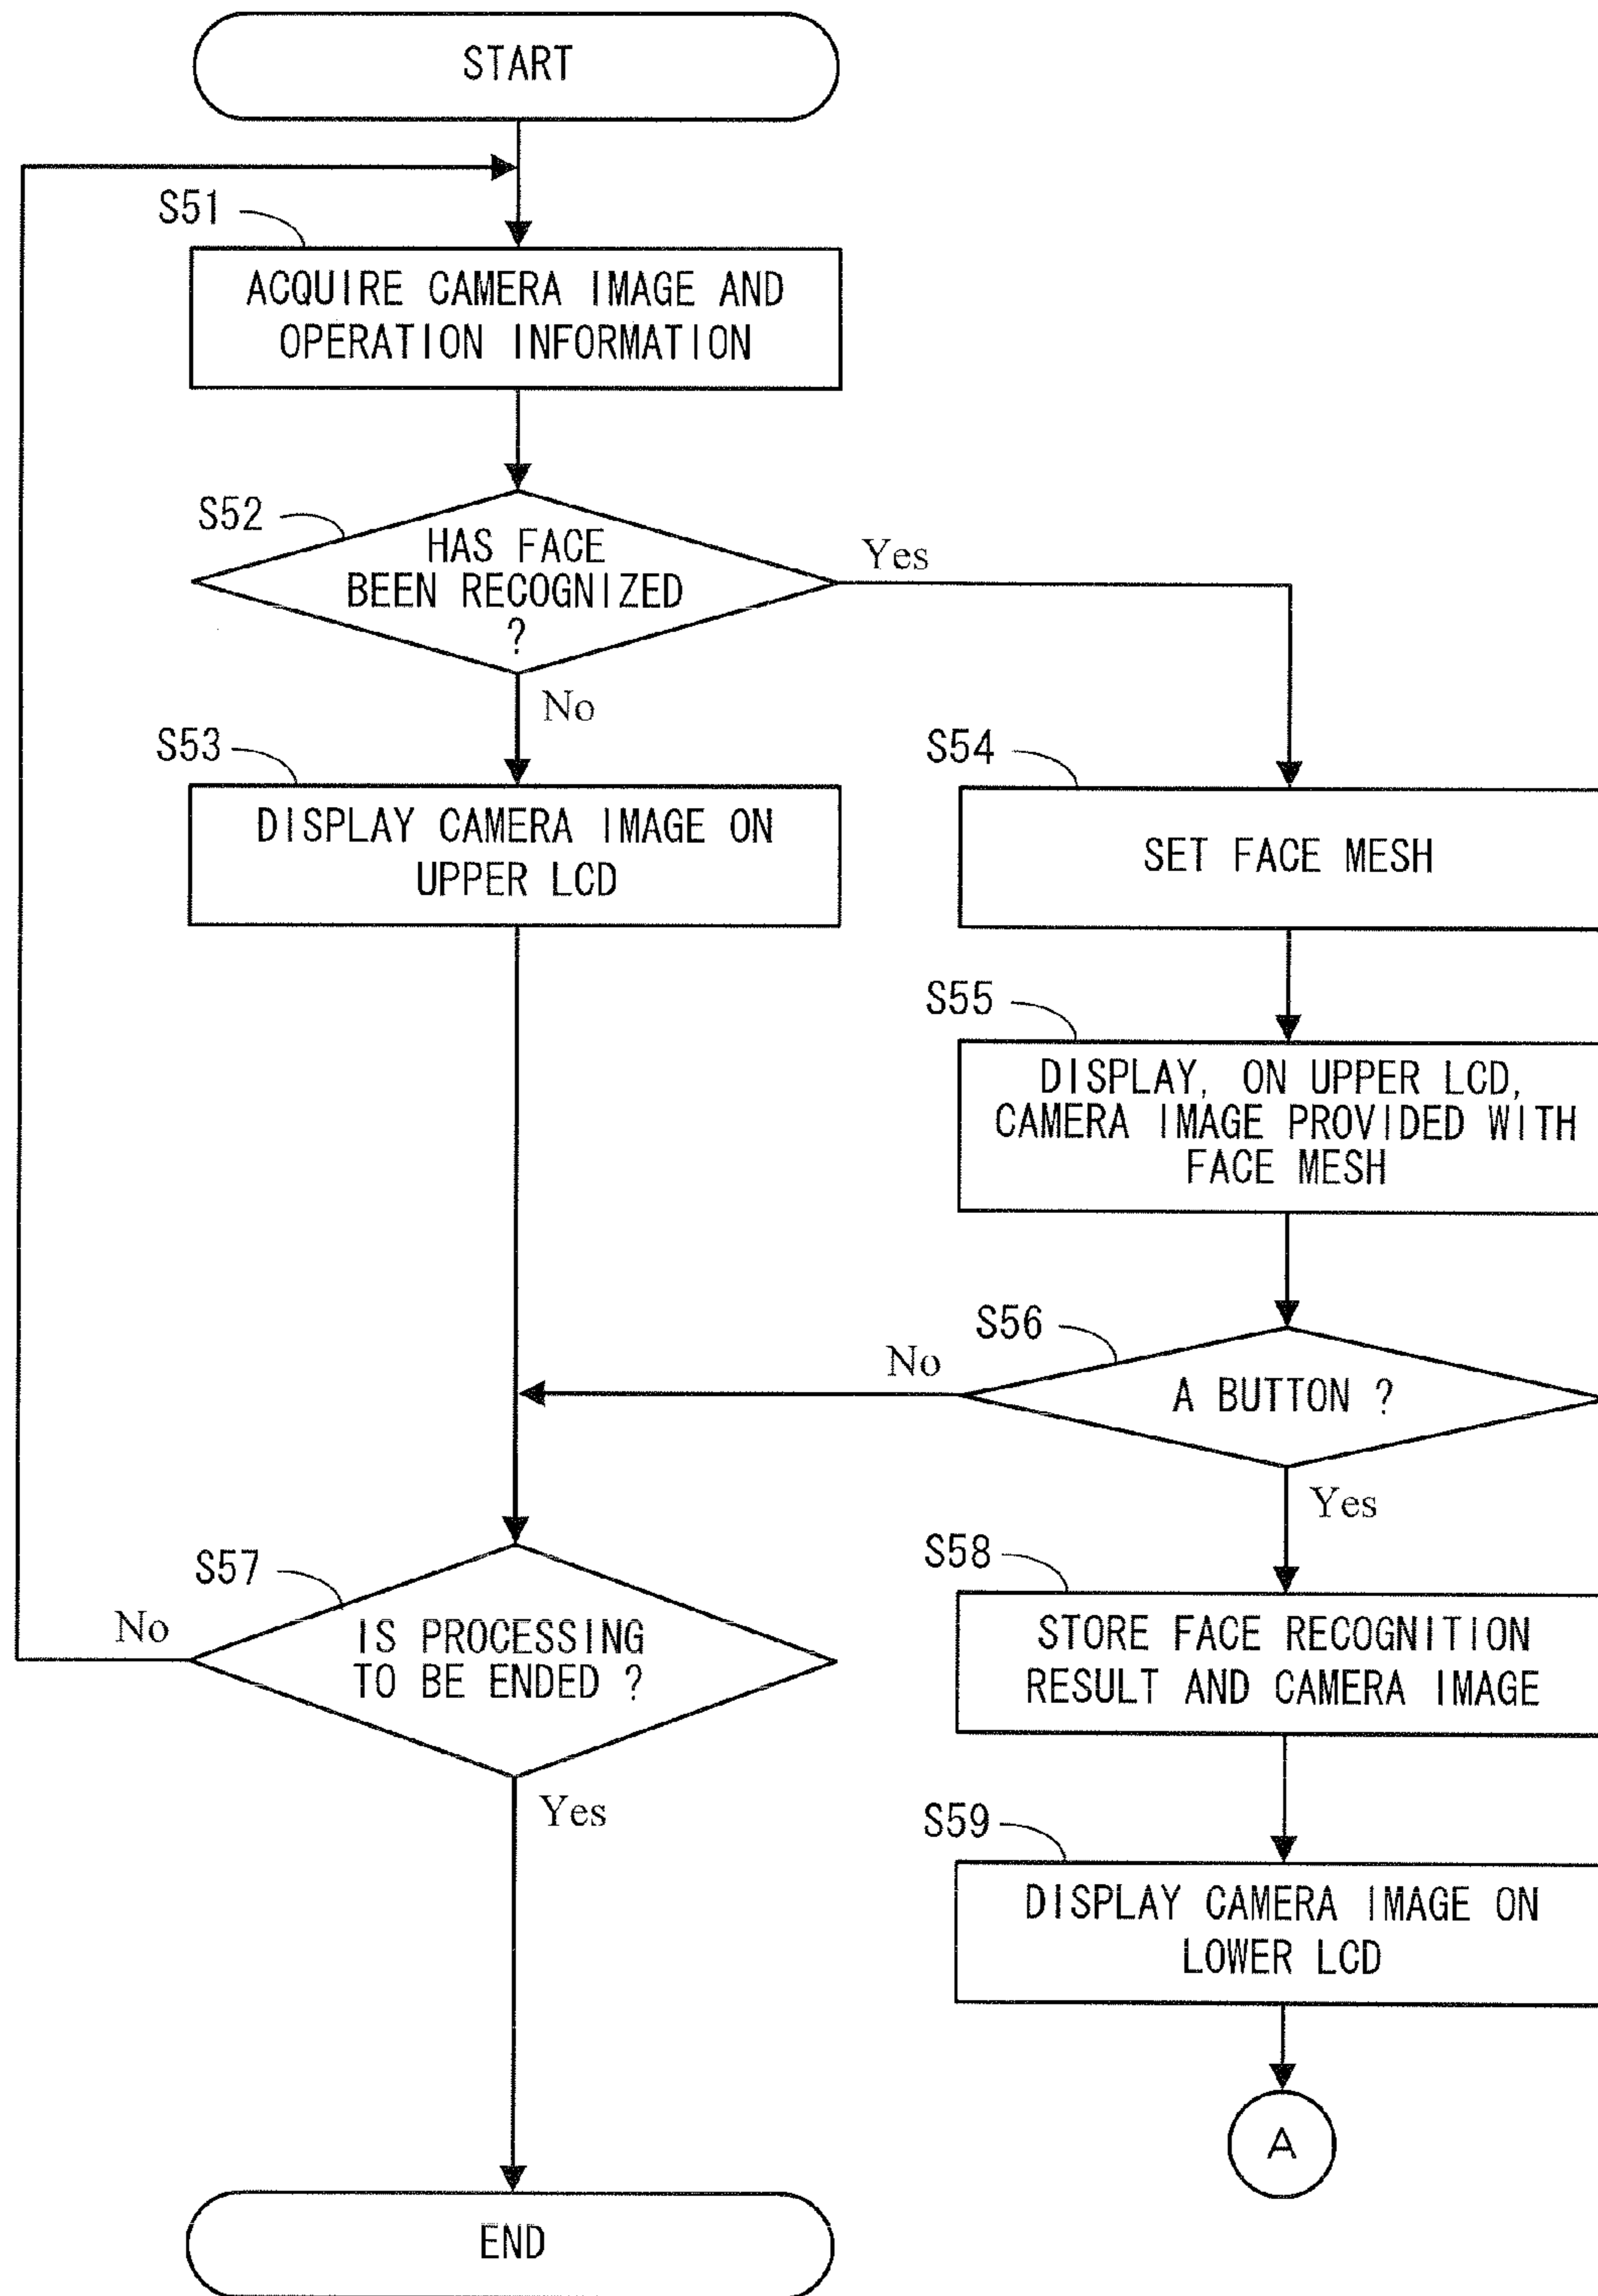 START
S51
ACQUIRE CAMERA IMAGE AND
OPERATION INFORMATION
S52
HAS FACE
BEEN RECOGNIZED
?
Yes
No
S53
DISPLAY CAMERA IMAGE ON
UPPER LCD
S54
SET FACE MESH
S55
DISPLAY, ON UPPER LCD,
CAMERA IMAGE PROVIDED WITH
FACE MESH
S56
A BUTTON ?
No
Yes
S57
IS PROCESSING
TO BE ENDED ?
No
Yes
S58
STORE FACE RECOGNITION
RESULT AND CAMERA IMAGE
S59
DISPLAY CAMERA IMAGE ON
LOWER LCD
A
END